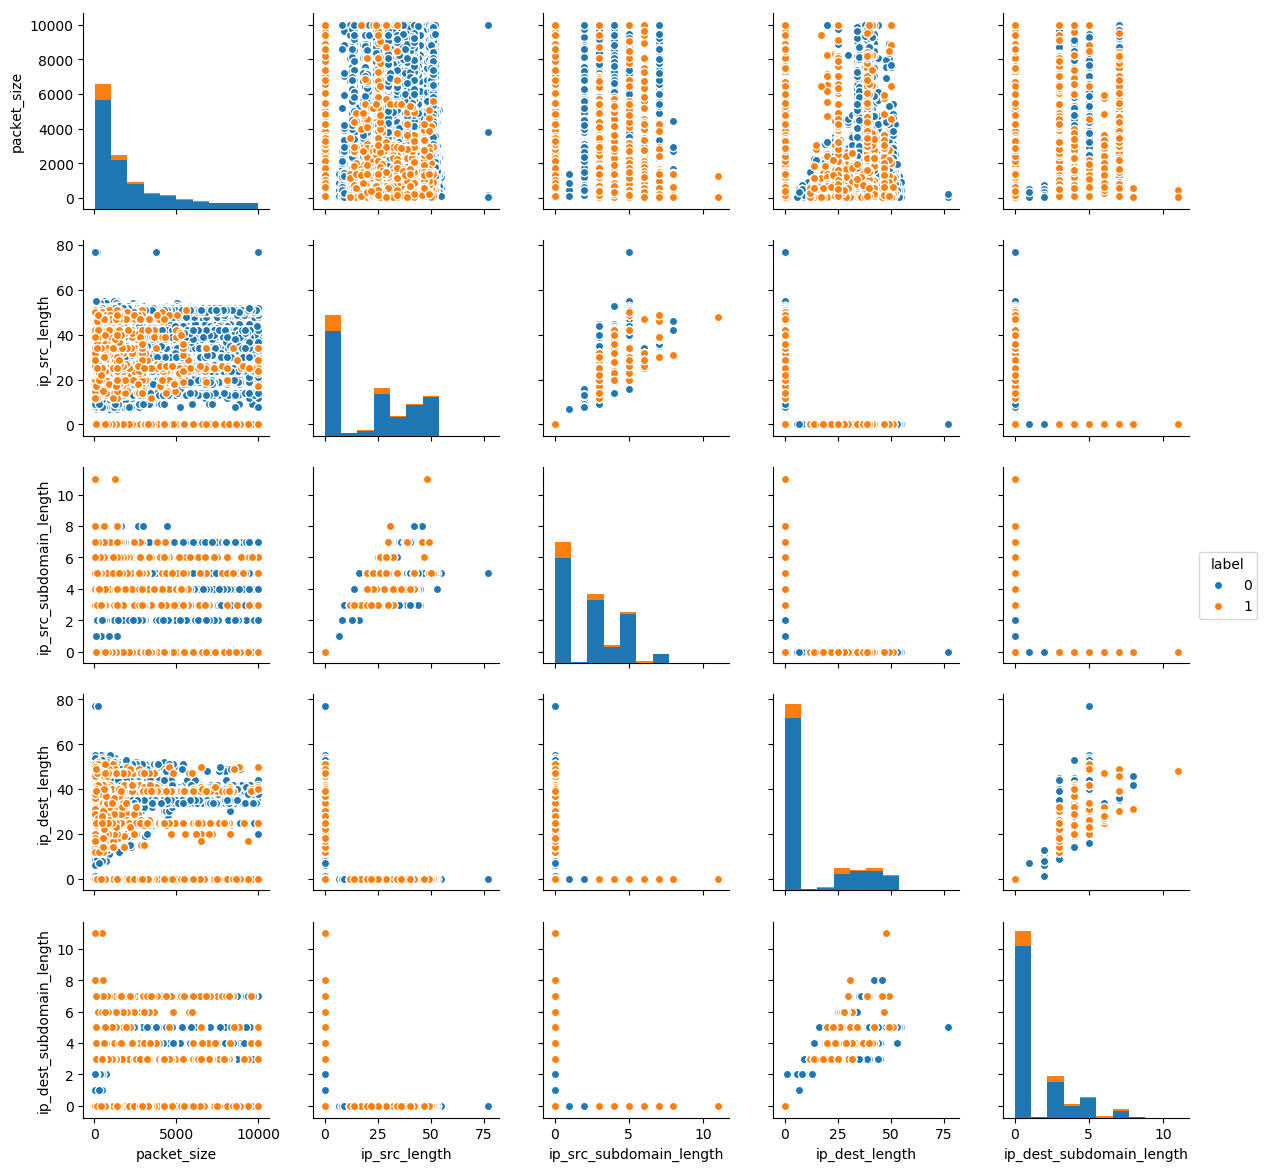 10000
8000
6000
4000
2000
0
packet_size
80
60
40
20
0
ip_src_length
10
8
6
4
2
0
ip_src_subdomain_length
label
0
1
80
60
40
20
0
ip_dest_length
10
8
6
4
2
0
ip_dest_subdomain_length
0 5000 10000
0 25 50 75
0 5 10
0 25 50 75
0 5 10
packet_size
ip_src_length
ip_src_subdomain_length
ip_dest_length
ip_dest_subdomain_length